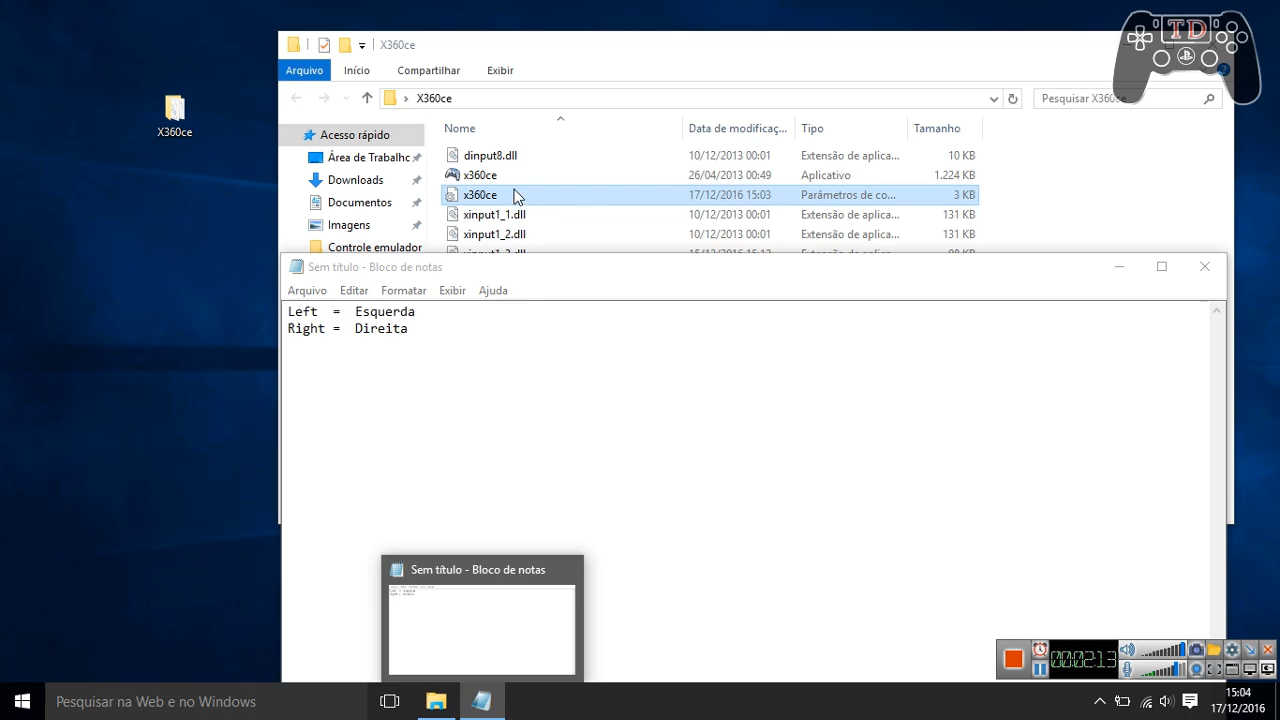 X360ce
TD
Arquivo Início Compartilhar Exibir
X360ce
Pesquisar X360ce
X360ce
Nome Data de modificaç... Tipo Tamanho
Acesso rápido
Área de Trabalho
Downloads
Documentos
Imagens
Controle emulador
dinput8.dll 10/12/2013 00:01 Extensão de aplica... 10 KB
x360ce 26/04/2013 00:49 Aplicativo 1.224 KB
x360ce 17/12/2016 15:03 Parâmetros de co... 3 KB
xinput1_1.dll 10/12/2013 00:01 Extensão de aplica... 131 KB
xinput1_2.dll 10/12/2013 00:01 Extensão de aplica... 131 KB
Sem título - Bloco de notas
Arquivo Editar Formatar Exibir Ajuda
Left = Esquerda
Right = Direita
Sem título - Bloco de notas
00:02:13
Pesquisar na Web e no Windows
15:04
17/12/2016